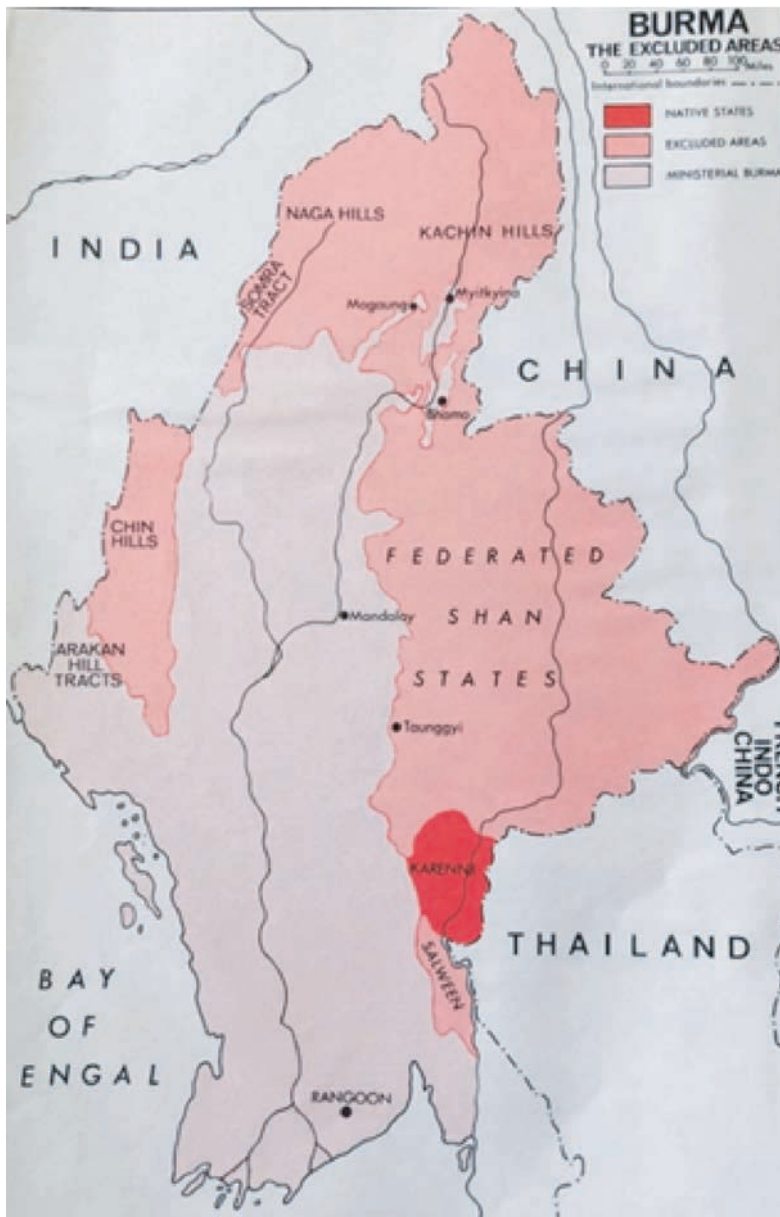 BURMA
THE EXCLUDED AREAS
0 20 40 60 80 100 Miles
International boundaries
NATIVE STATES
EXCLUDED AREAS
MINISTERIAL BURMA
NAGA HILLS
KACHIN HILLS
INDIA
SOMRA
TRACT
Mogaung
Myitkyina
CHINA
Bhamo
CHIN
HILLS
FEDERATED
SHAN
STATES
Mandalay
ARAKAN
HILL
TRACTS
Taunggyi
INDO
CHINA
KARENNI
SALWEEN
THAILAND
BAY
OF
ENGAL
RANGOON